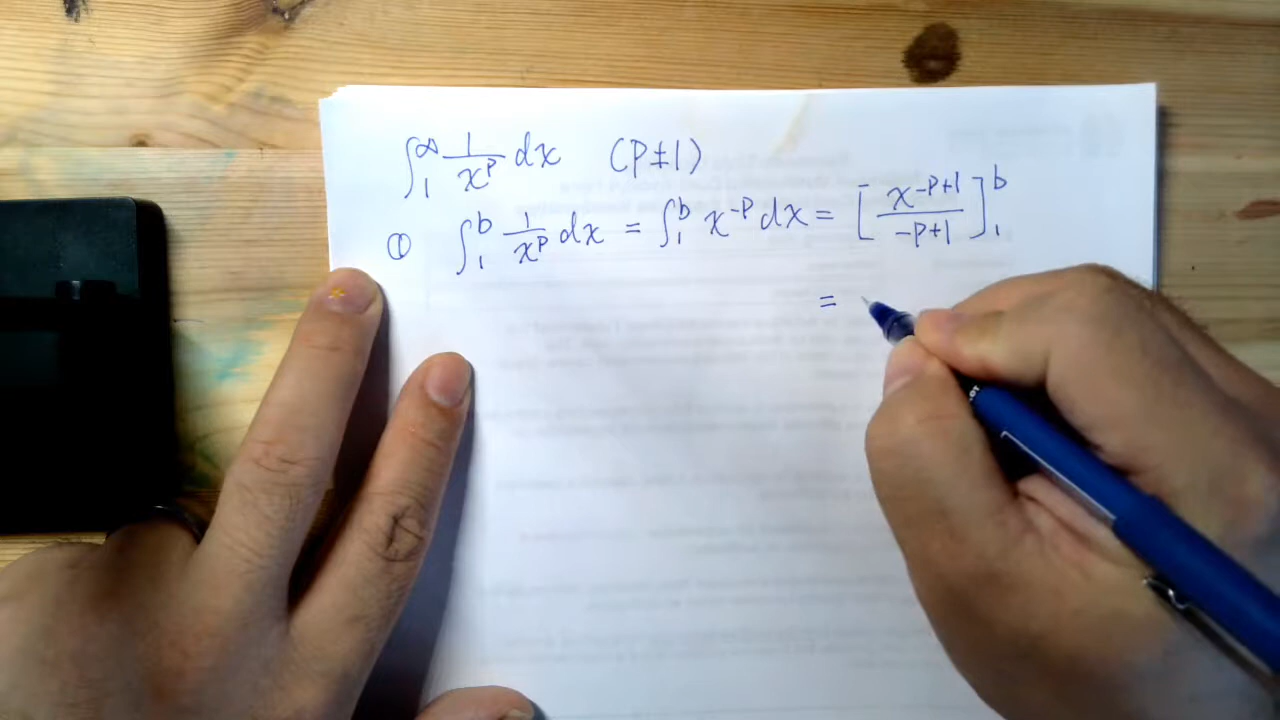 ∫₁^∞ 1/x^p dx (p≠1)
① ∫₁^b 1/x^p dx = ∫₁^b x^-p dx = [x^-p+1/-p+1]₁^b
=